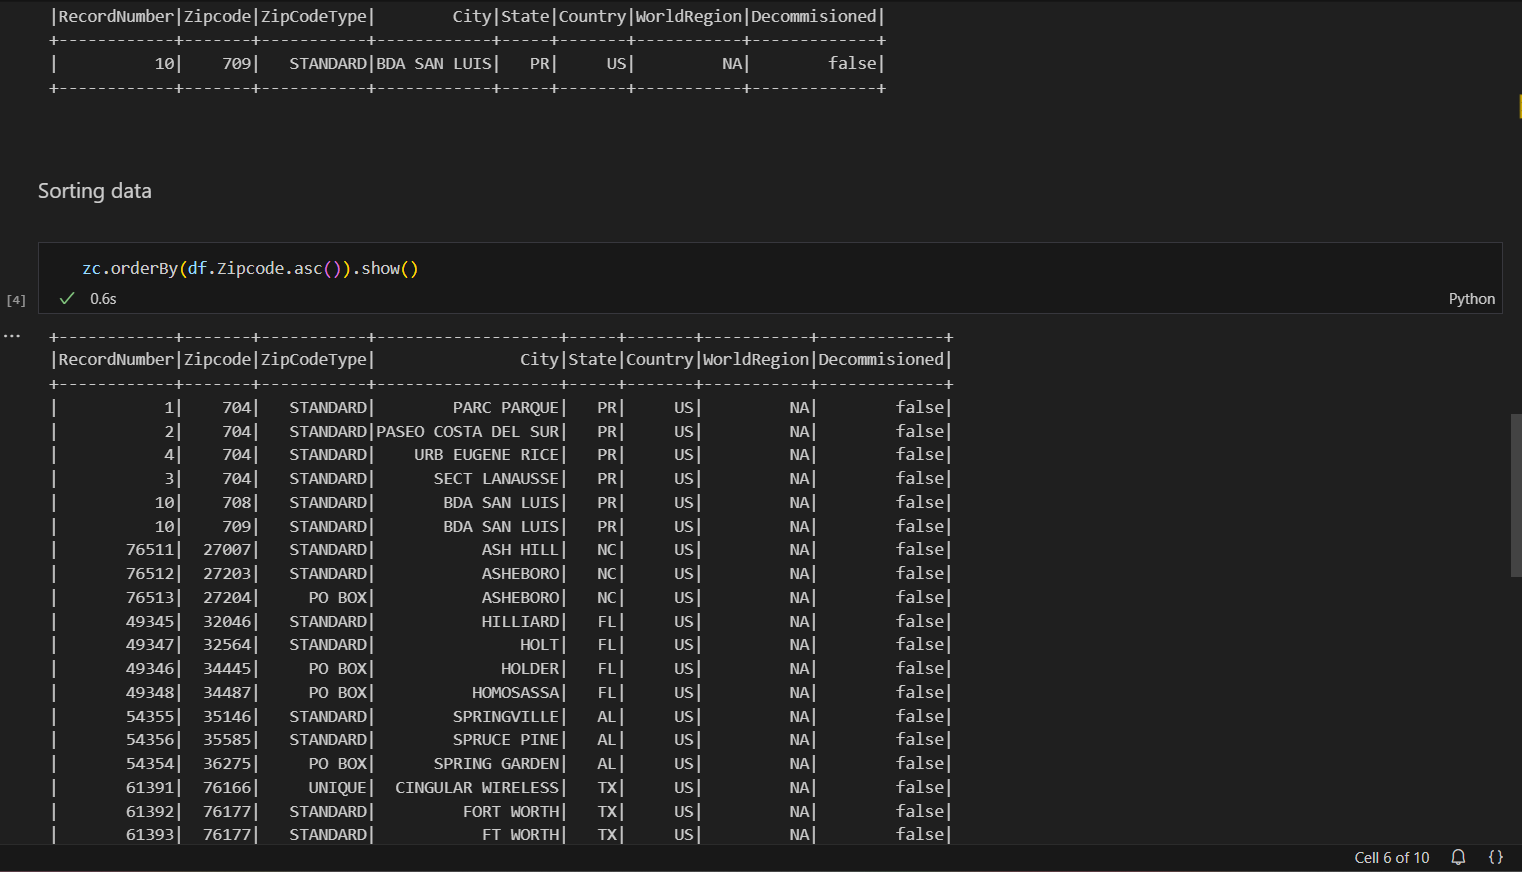 |RecordNumber|Zipcode|ZipCodeType|        City|State|Country|WorldRegion|Decommisioned|
+------------+-------+-----------+------------+-----+-------+-----------+-------------+
|          10|    709|   STANDARD|BDA SAN LUIS|   PR|     US|         NA|        false|
+------------+-------+-----------+------------+-----+-------+-----------+-------------+
Sorting data
zc.orderBy(df.Zipcode.asc()).show()
[4] ✓ 0.6s Python
...
+------------+-------+-----------+-------------------+-----+-------+-----------+-------------+
|RecordNumber|Zipcode|ZipCodeType|               City|State|Country|WorldRegion|Decommisioned|
+------------+-------+-----------+-------------------+-----+-------+-----------+-------------+
|           1|    704|   STANDARD|        PARC PARQUE|   PR|     US|         NA|        false|
|           2|    704|   STANDARD|PASEO COSTA DEL SUR|   PR|     US|         NA|        false|
|           4|    704|   STANDARD|    URB EUGENE RICE|   PR|     US|         NA|        false|
|           3|    704|   STANDARD|      SECT LANAUSSE|   PR|     US|         NA|        false|
|          10|    708|   STANDARD|       BDA SAN LUIS|   PR|     US|         NA|        false|
|          10|    709|   STANDARD|       BDA SAN LUIS|   PR|     US|         NA|        false|
|       76511|  27007|   STANDARD|           ASH HILL|   NC|     US|         NA|        false|
|       76512|  27203|   STANDARD|           ASHEBORO|   NC|     US|         NA|        false|
|       76513|  27204|     PO BOX|           ASHEBORO|   NC|     US|         NA|        false|
|       49345|  32046|   STANDARD|           HILLIARD|   FL|     US|         NA|        false|
|       49347|  32564|   STANDARD|               HOLT|   FL|     US|         NA|        false|
|       49346|  34445|     PO BOX|             HOLDER|   FL|     US|         NA|        false|
|       49348|  34487|     PO BOX|          HOMOSASSA|   FL|     US|         NA|        false|
|       54355|  35146|   STANDARD|        SPRINGVILLE|   AL|     US|         NA|        false|
|       54356|  35585|   STANDARD|        SPRUCE PINE|   AL|     US|         NA|        false|
|       54354|  36275|     PO BOX|      SPRING GARDEN|   AL|     US|         NA|        false|
|       61391|  76166|     UNIQUE|  CINGULAR WIRELESS|   TX|     US|         NA|        false|
|       61392|  76177|   STANDARD|         FORT WORTH|   TX|     US|         NA|        false|
|       61393|  76177|   STANDARD|           FT WORTH|   TX|     US|         NA|        false|
Cell 6 of 10 {}